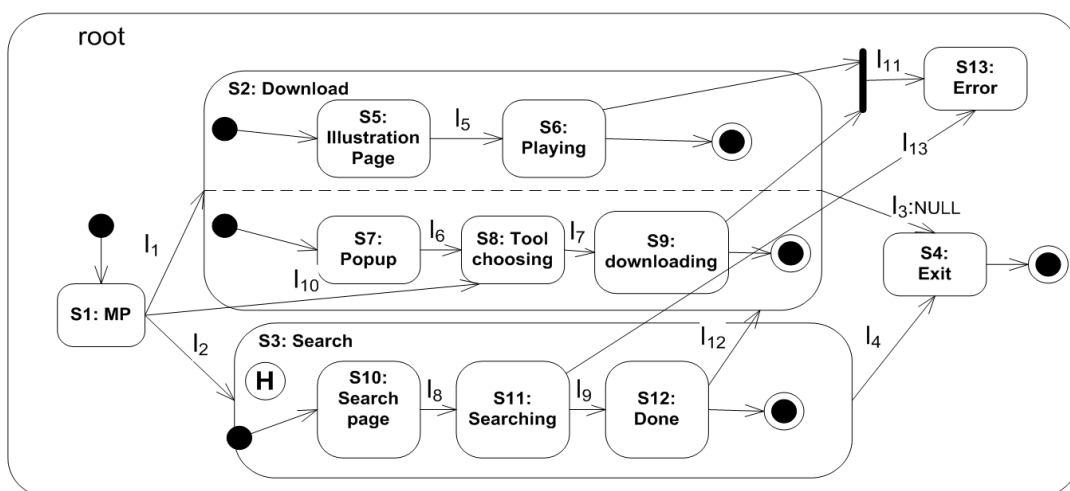 root
S2: Download
S5:
Illustration
Page
I5
S6:
Playing
I11
S13:
Error
I13
I1
S7:
Popup
I6
S8: Tool
choosing
I7
S9:
downloading
I3:NULL
S4:
Exit
I10
S1: MP
I2
S3: Search
H
S10:
Search
page
I8
S11:
Searching
I9
S12:
Done
I12
I4